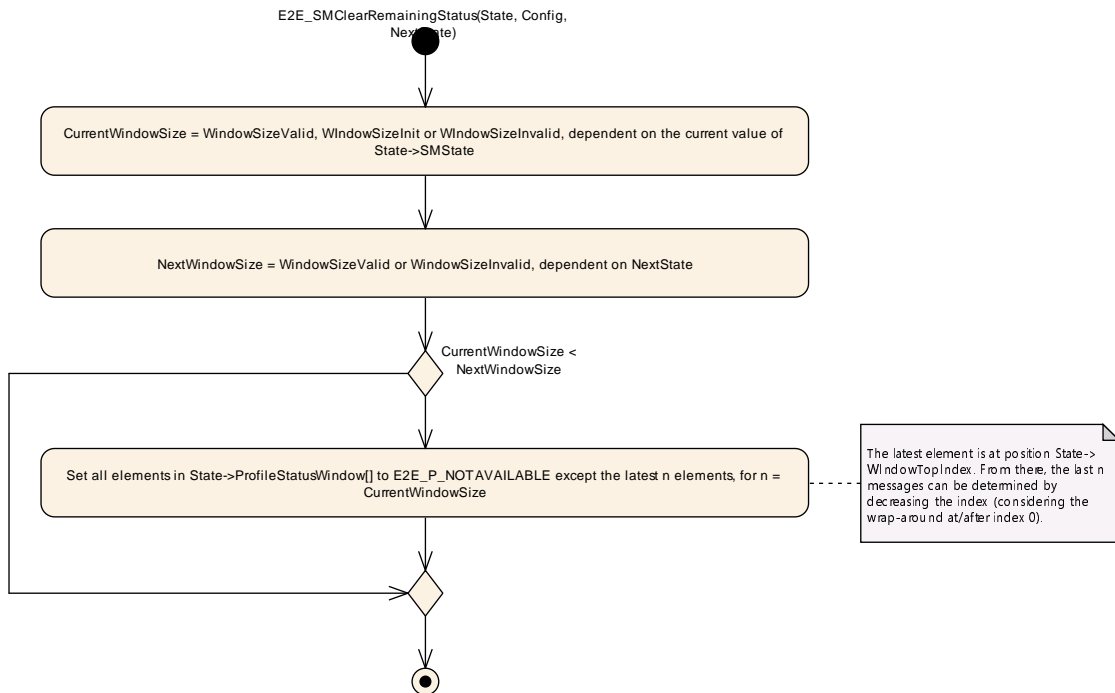 E2E_SMClearRemainingStatus(State, Config,
NextState)
CurrentWindowSize = WindowSizeValid, WIndowSizeInit or WIndowSizeInvalid, dependent on the current value of
State->SMState
NextWindowSize = WindowSizeValid or WindowSizeInvalid, dependent on NextState
CurrentWindowSize <
NextWindowSize
Set all elements in State->ProfileStatusWindow[] to E2E_P_NOTAVAILABLE except the latest n elements, for n =
CurrentWindowSize
The latest element is at position State->
WIndowTopIndex. From there, the last n
messages can be determined by
decreasing the index (considering the
wrap-around at/after index 0).